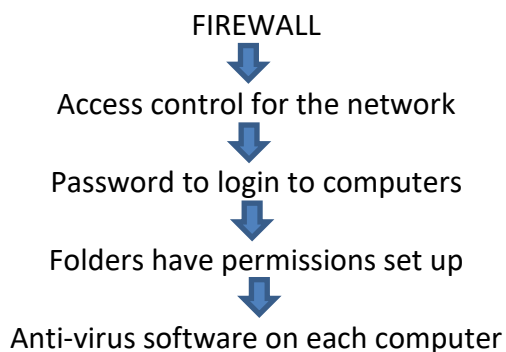 FIREWALL
Access control for the network
Password to login to computers
Folders have permissions set up
Anti-virus software on each computer